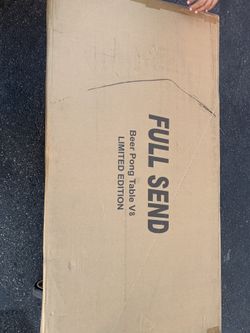 FULL SEND
Beer Pong Table V8
LIMITED EDITION